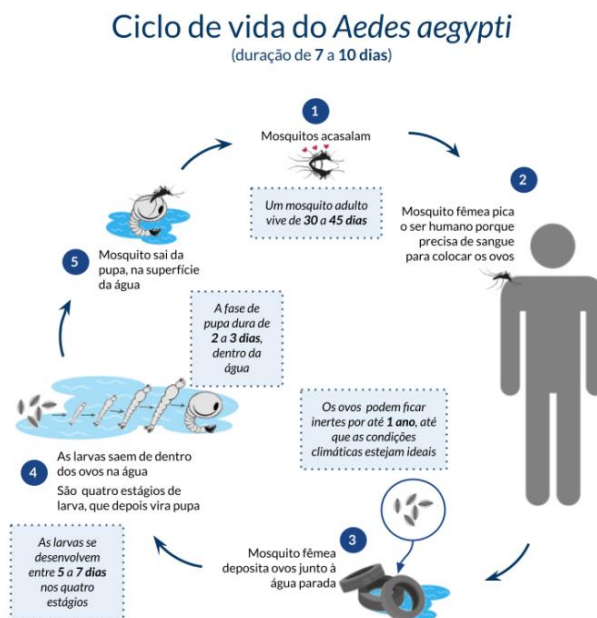 Ciclo de vida do Aedes aegypti
(duração de 7 a 10 dias)
1
Mosquitos acasalam
Um mosquito adulto
vive de 30 a 45 dias
2
Mosquito fêmea pica
o ser humano porque
precisa de sangue
para colocar os ovos
Os ovos podem ficar
inertes por até 1 ano, até
que as condições
climáticas estejam ideais
3
Mosquito fêmea
deposita ovos junto à
água parada
4
As larvas saem de dentro
dos ovos na água
São quatro estágios de
larva, que depois vira pupa
As larvas se
desenvolvem
entre 5 a 7 dias
nos quatro
estágios
A fase de
pupa dura de
2 a 3 dias,
dentro da
água
5
Mosquito sai da
pupa, na superfície
da água